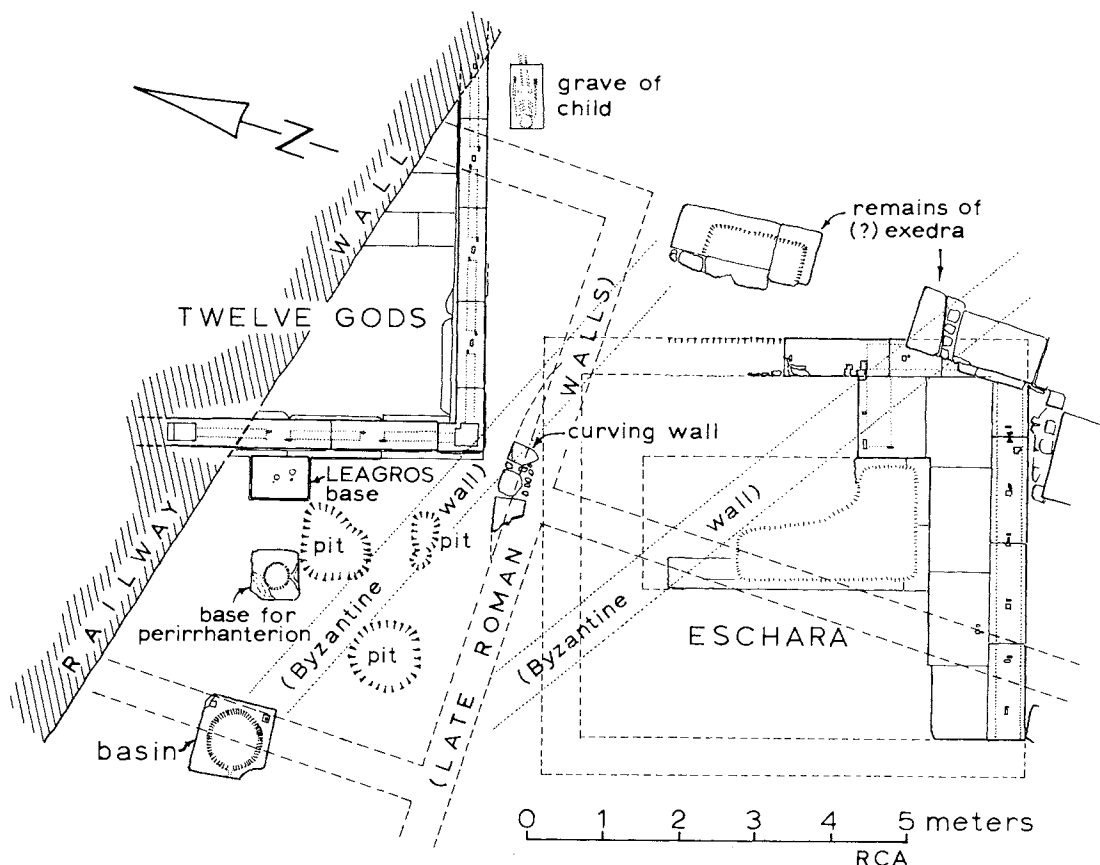 grave of
child
N
remains of
(?) exedra
RAILWAY WALL
TWELVE GODS
(LATE ROMAN WALLS)
curving wall
LEAGROS
base
pit
pit
(Byzantine wall)
(Byzantine wall)
base for
perirrhanterion
pit
ESCHARA
basin
0 1 2 3 4 5 meters
RCA